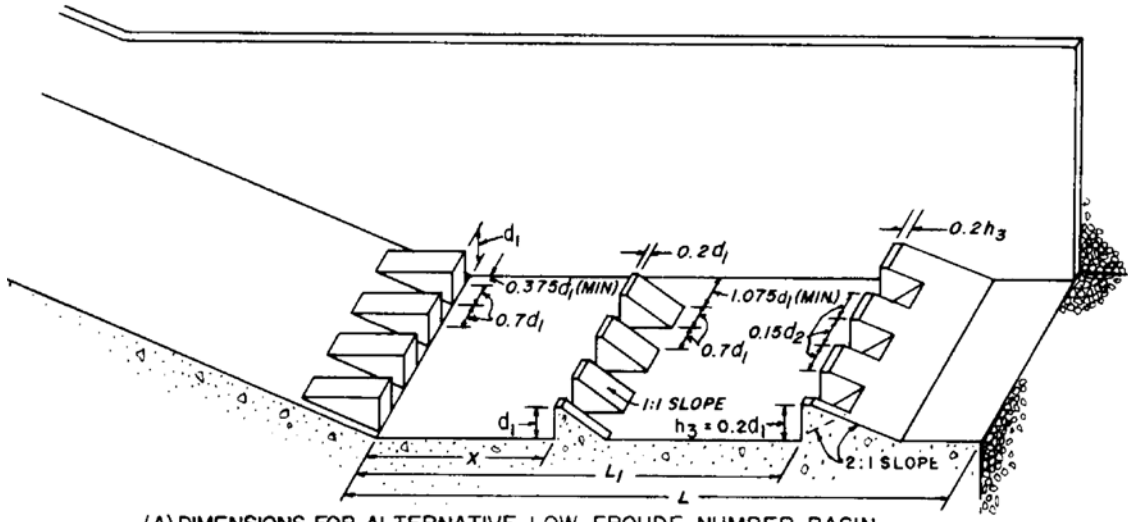 d₁
0.2d₁
0.2h₃
0.375d₁(MIN)
0.7d₁
1.075d₁(MIN)
0.15d₂
0.7d₁
1:1 SLOPE
d₁
h₃=0.2d₁
2:1 SLOPE
X
L₁
L
(A) DIMENSIONS FOR ALTERNATIVE LOW FROUDE NUMBER BASIN